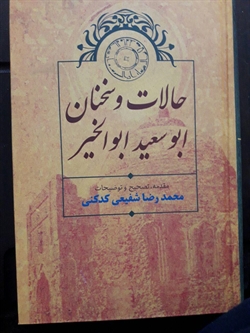 حالات و سخنان
ابوسعید ابوالخیر
مقدمه، تصحیح و توضیحات
محمدرضا شفیعی کدکنی